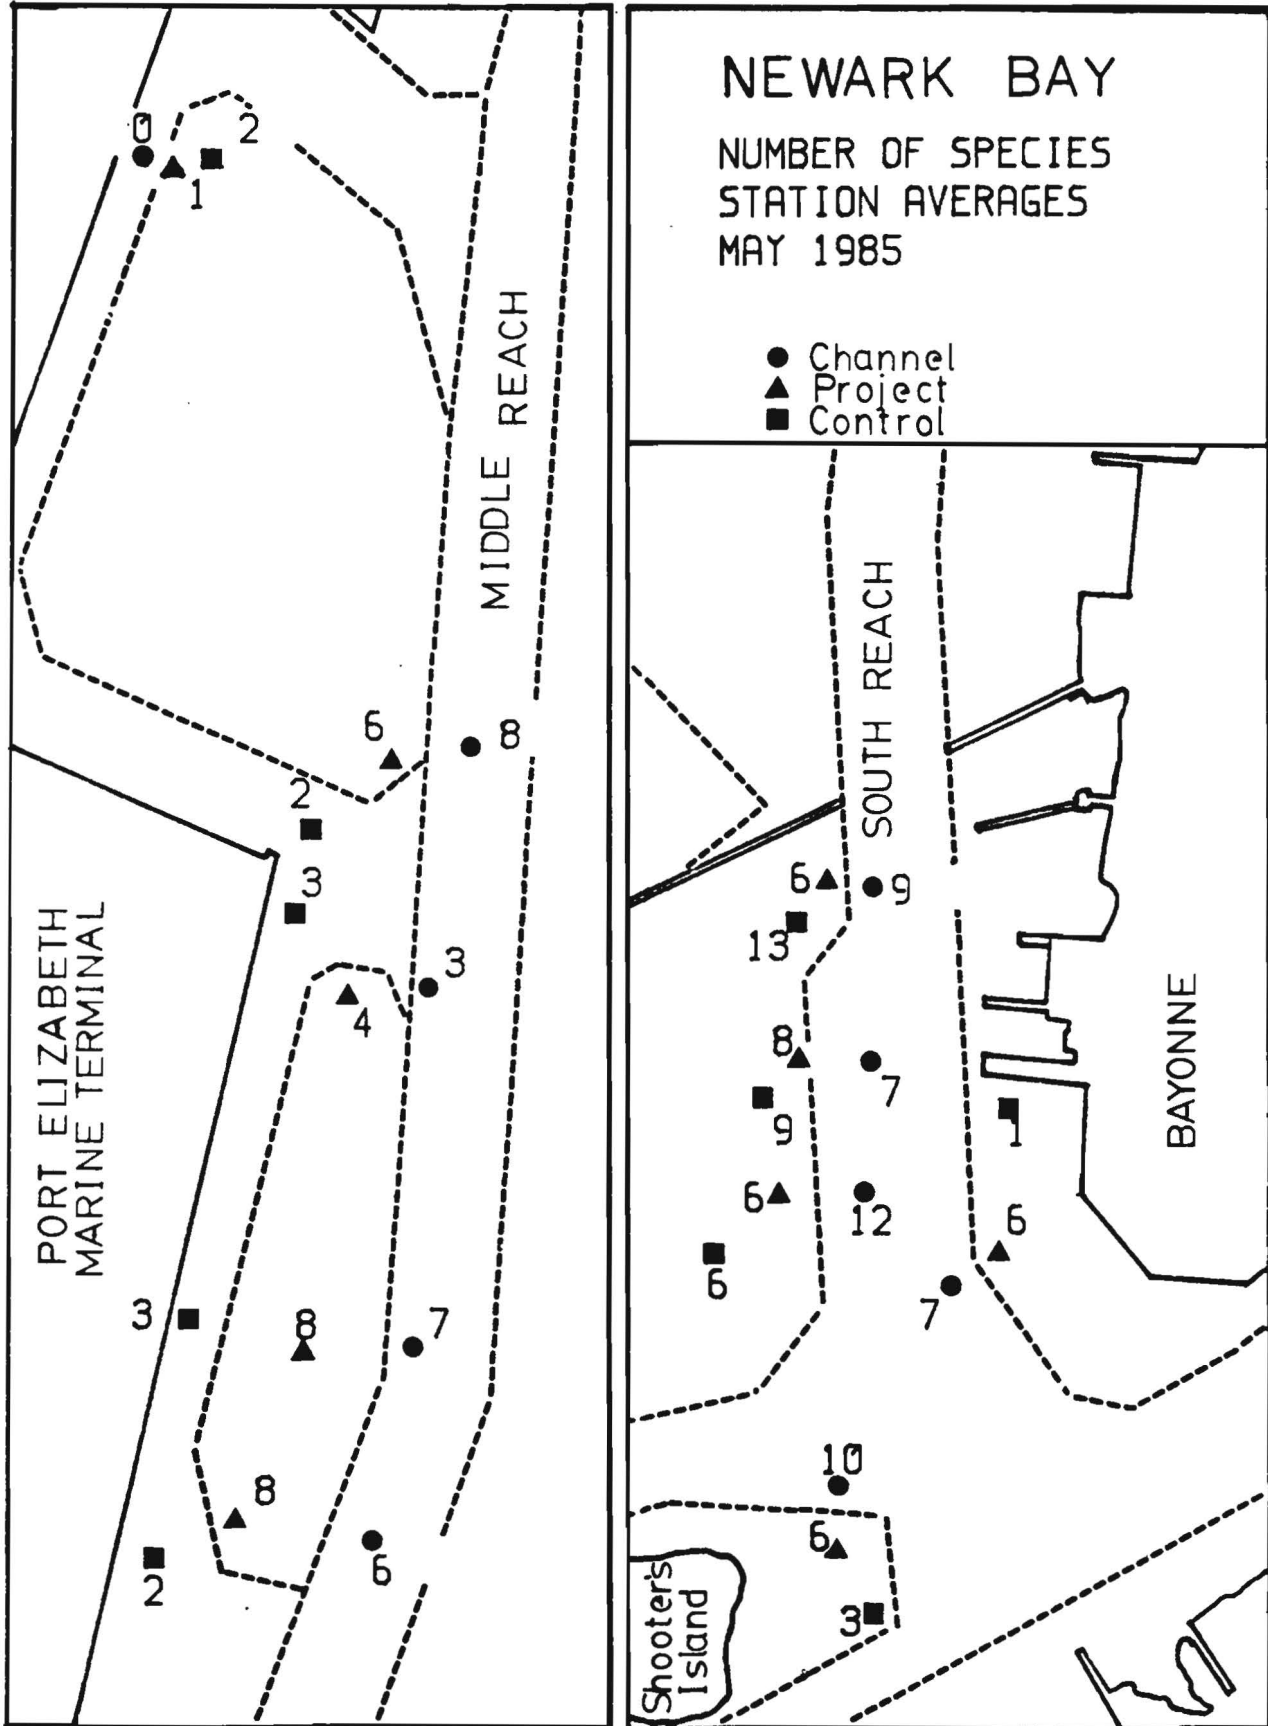 NEWARK BAY
NUMBER OF SPECIES
STATION AVERAGES
MAY 1985
Channel
Project
Control
0
2
1
MIDDLE REACH
6
8
2
3
3
4
PORT ELIZABETH
MARINE TERMINAL
3
8
7
8
6
2
SOUTH REACH
6
9
13
8
7
9
1
BAYONNE
6
12
6
6
7
10
6
3
Shooter's
Island